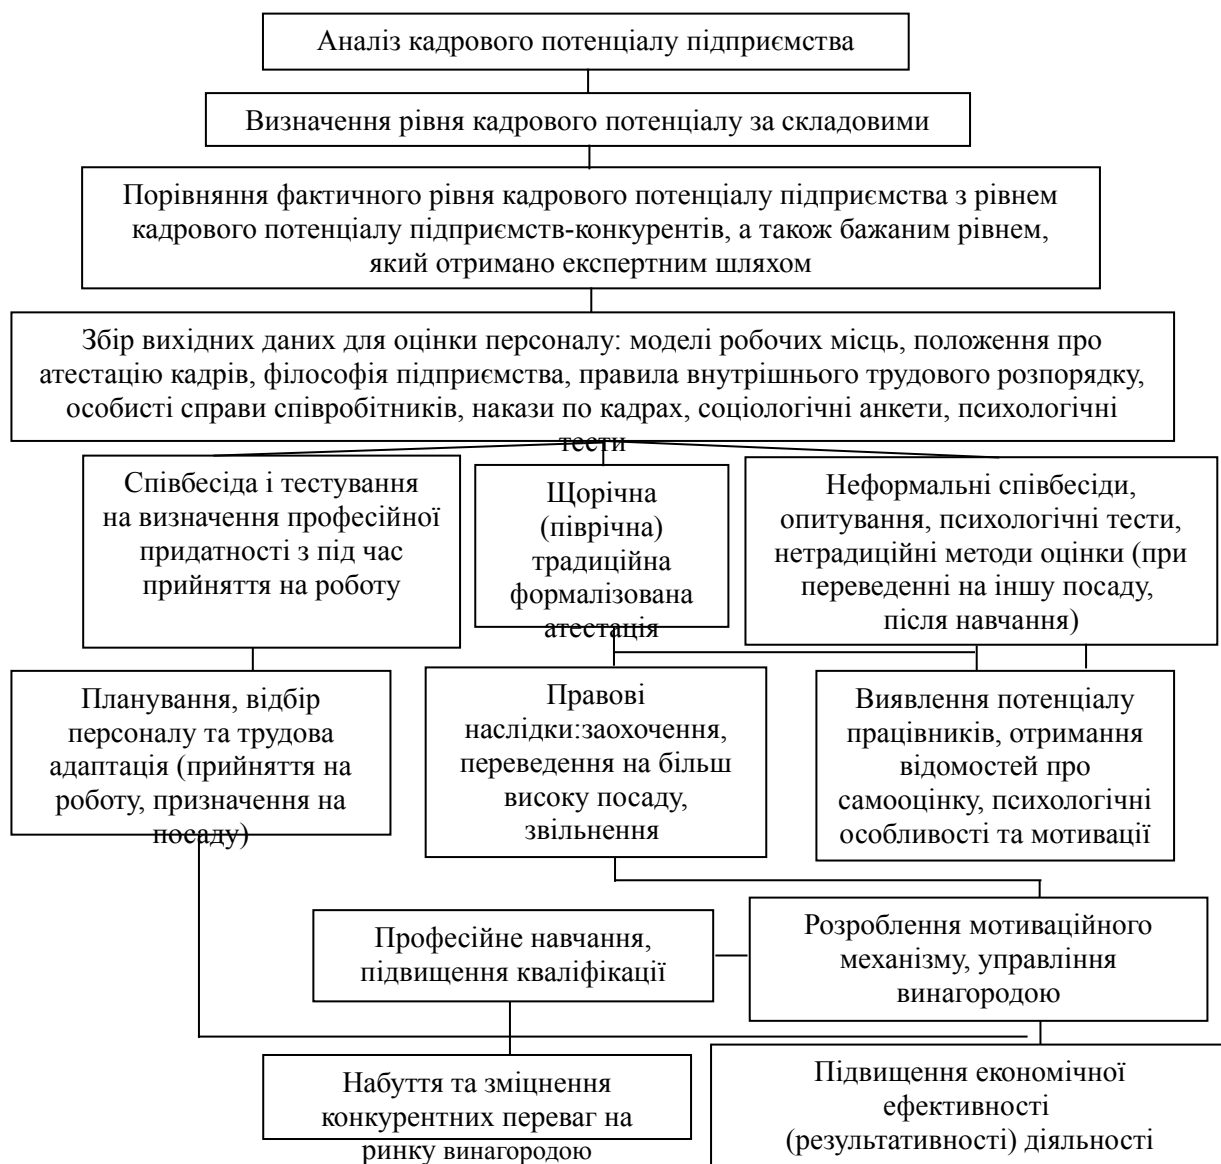 Аналіз кадрового потенціалу підприємства
Визначення рівня кадрового потенціалу за складовими
Порівняння фактичного рівня кадрового потенціалу підприємства з рівнем
кадрового потенціалу підприємств-конкурентів, а також бажаним рівнем,
який отримано експертним шляхом
Збір вихідних даних для оцінки персоналу: моделі робочих місць, положення про
атестацію кадрів, філософія підприємства, правила внутрішнього трудового розпорядку,
особисті справи співробітників, накази по кадрах, соціологічні анкети, психологічні
тести
Співбесіда і тестування
на визначення професійної
придатності з під час
прийняття на роботу
Щорічна
(піврічна)
традиційна
формалізована
атестація
Неформальні співбесіди,
опитування, психологічні тести,
нетрадиційні методи оцінки (при
переведенні на іншу посаду,
після навчання)
Планування, відбір
персоналу та трудова
адаптація (прийняття на
роботу, призначення на
посаду)
Правові
наслідки:заохочення,
переведення на більш
високу посаду,
звільнення
Виявлення потенціалу
працівників, отримання
відомостей про
самооцінку, психологічні
особливості та мотивації
Професійне навчання,
підвищення кваліфікації
Розроблення мотиваційного
механізму, управління
винагородою
Набуття та зміцнення
конкурентних переваг на
ринку винагородою
Підвищення економічної
ефективності
(результативності) діяльності